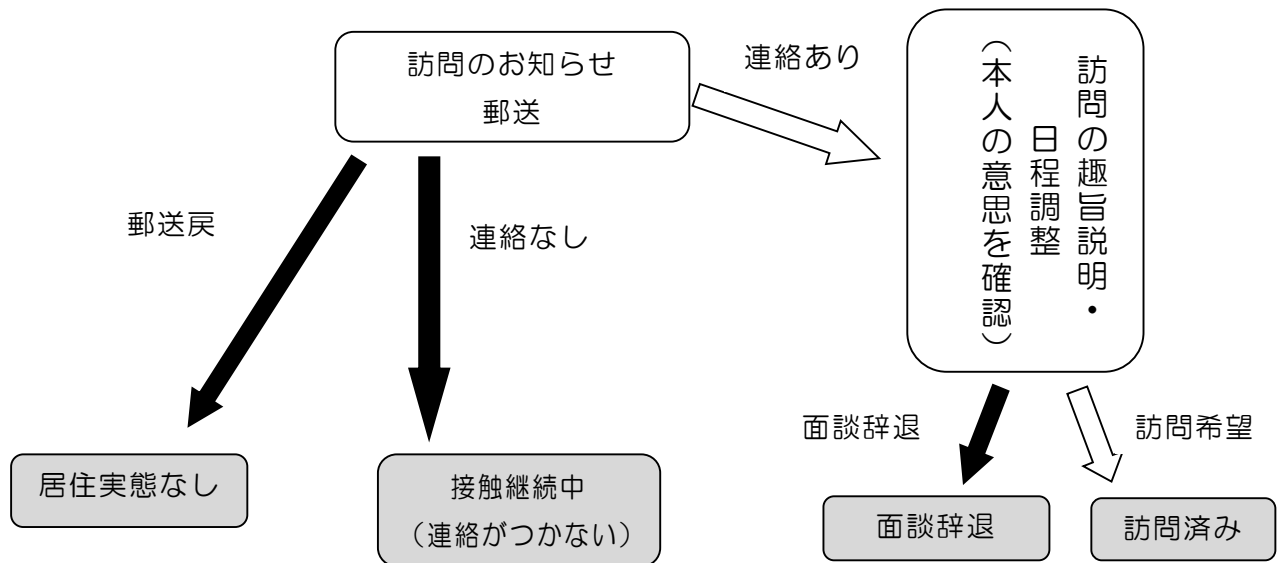 訪問のお知らせ
郵送
連絡あり
訪問の趣旨説明・
日程調整
（本人の意思を確認）
郵送戻
連絡なし
面談辞退
訪問希望
居住実態なし
接触継続中
（連絡がつかない）
面談辞退
訪問済み